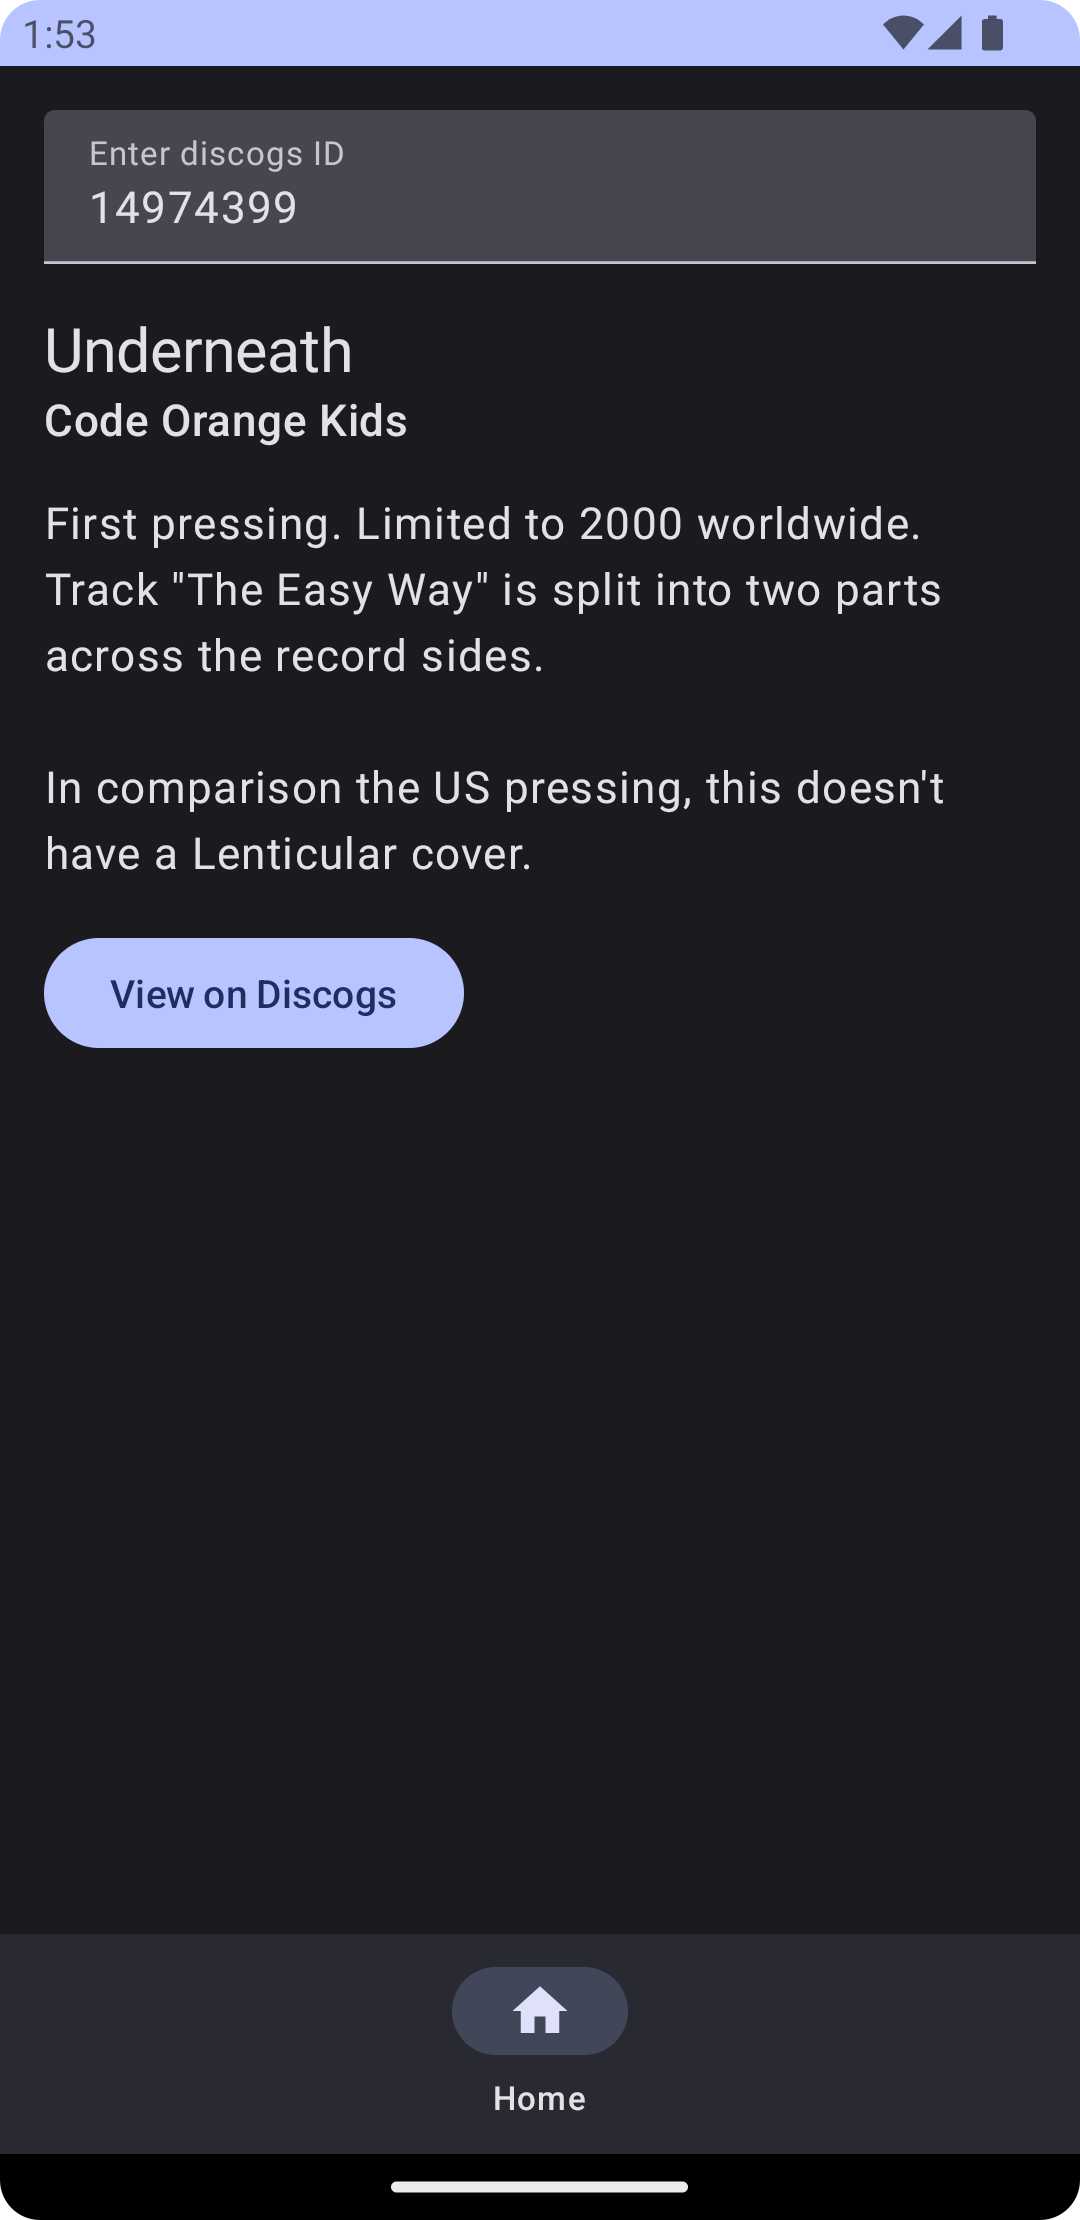 1:53
Enter discogs ID
14974399
Underneath
Code Orange Kids
First pressing. Limited to 2000 worldwide.
Track "The Easy Way" is split into two parts
across the record sides.
In comparison the US pressing, this doesn't
have a Lenticular cover.
View on Discogs
Home